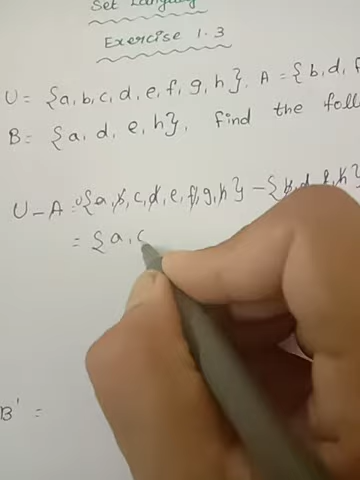 Set Language
Exercise 1.3
U = {a, b, c, d, e, f, g, h}. A = {b, d, f
B = {a, d, e, h}, find the foll
U - A = {a, b, c, d, e, f, g, h} - {b, d, f, h}
= {a, c
B' =